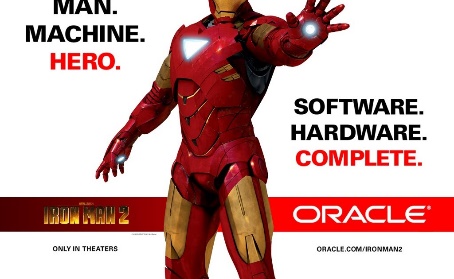 MAN.
MACHINE.
HERO.
SOFTWARE.
HARDWARE.
COMPLETE.
IRON MAN 2
ORACLE®
ONLY IN THEATERS
ORACLE.COM/IRONMAN2